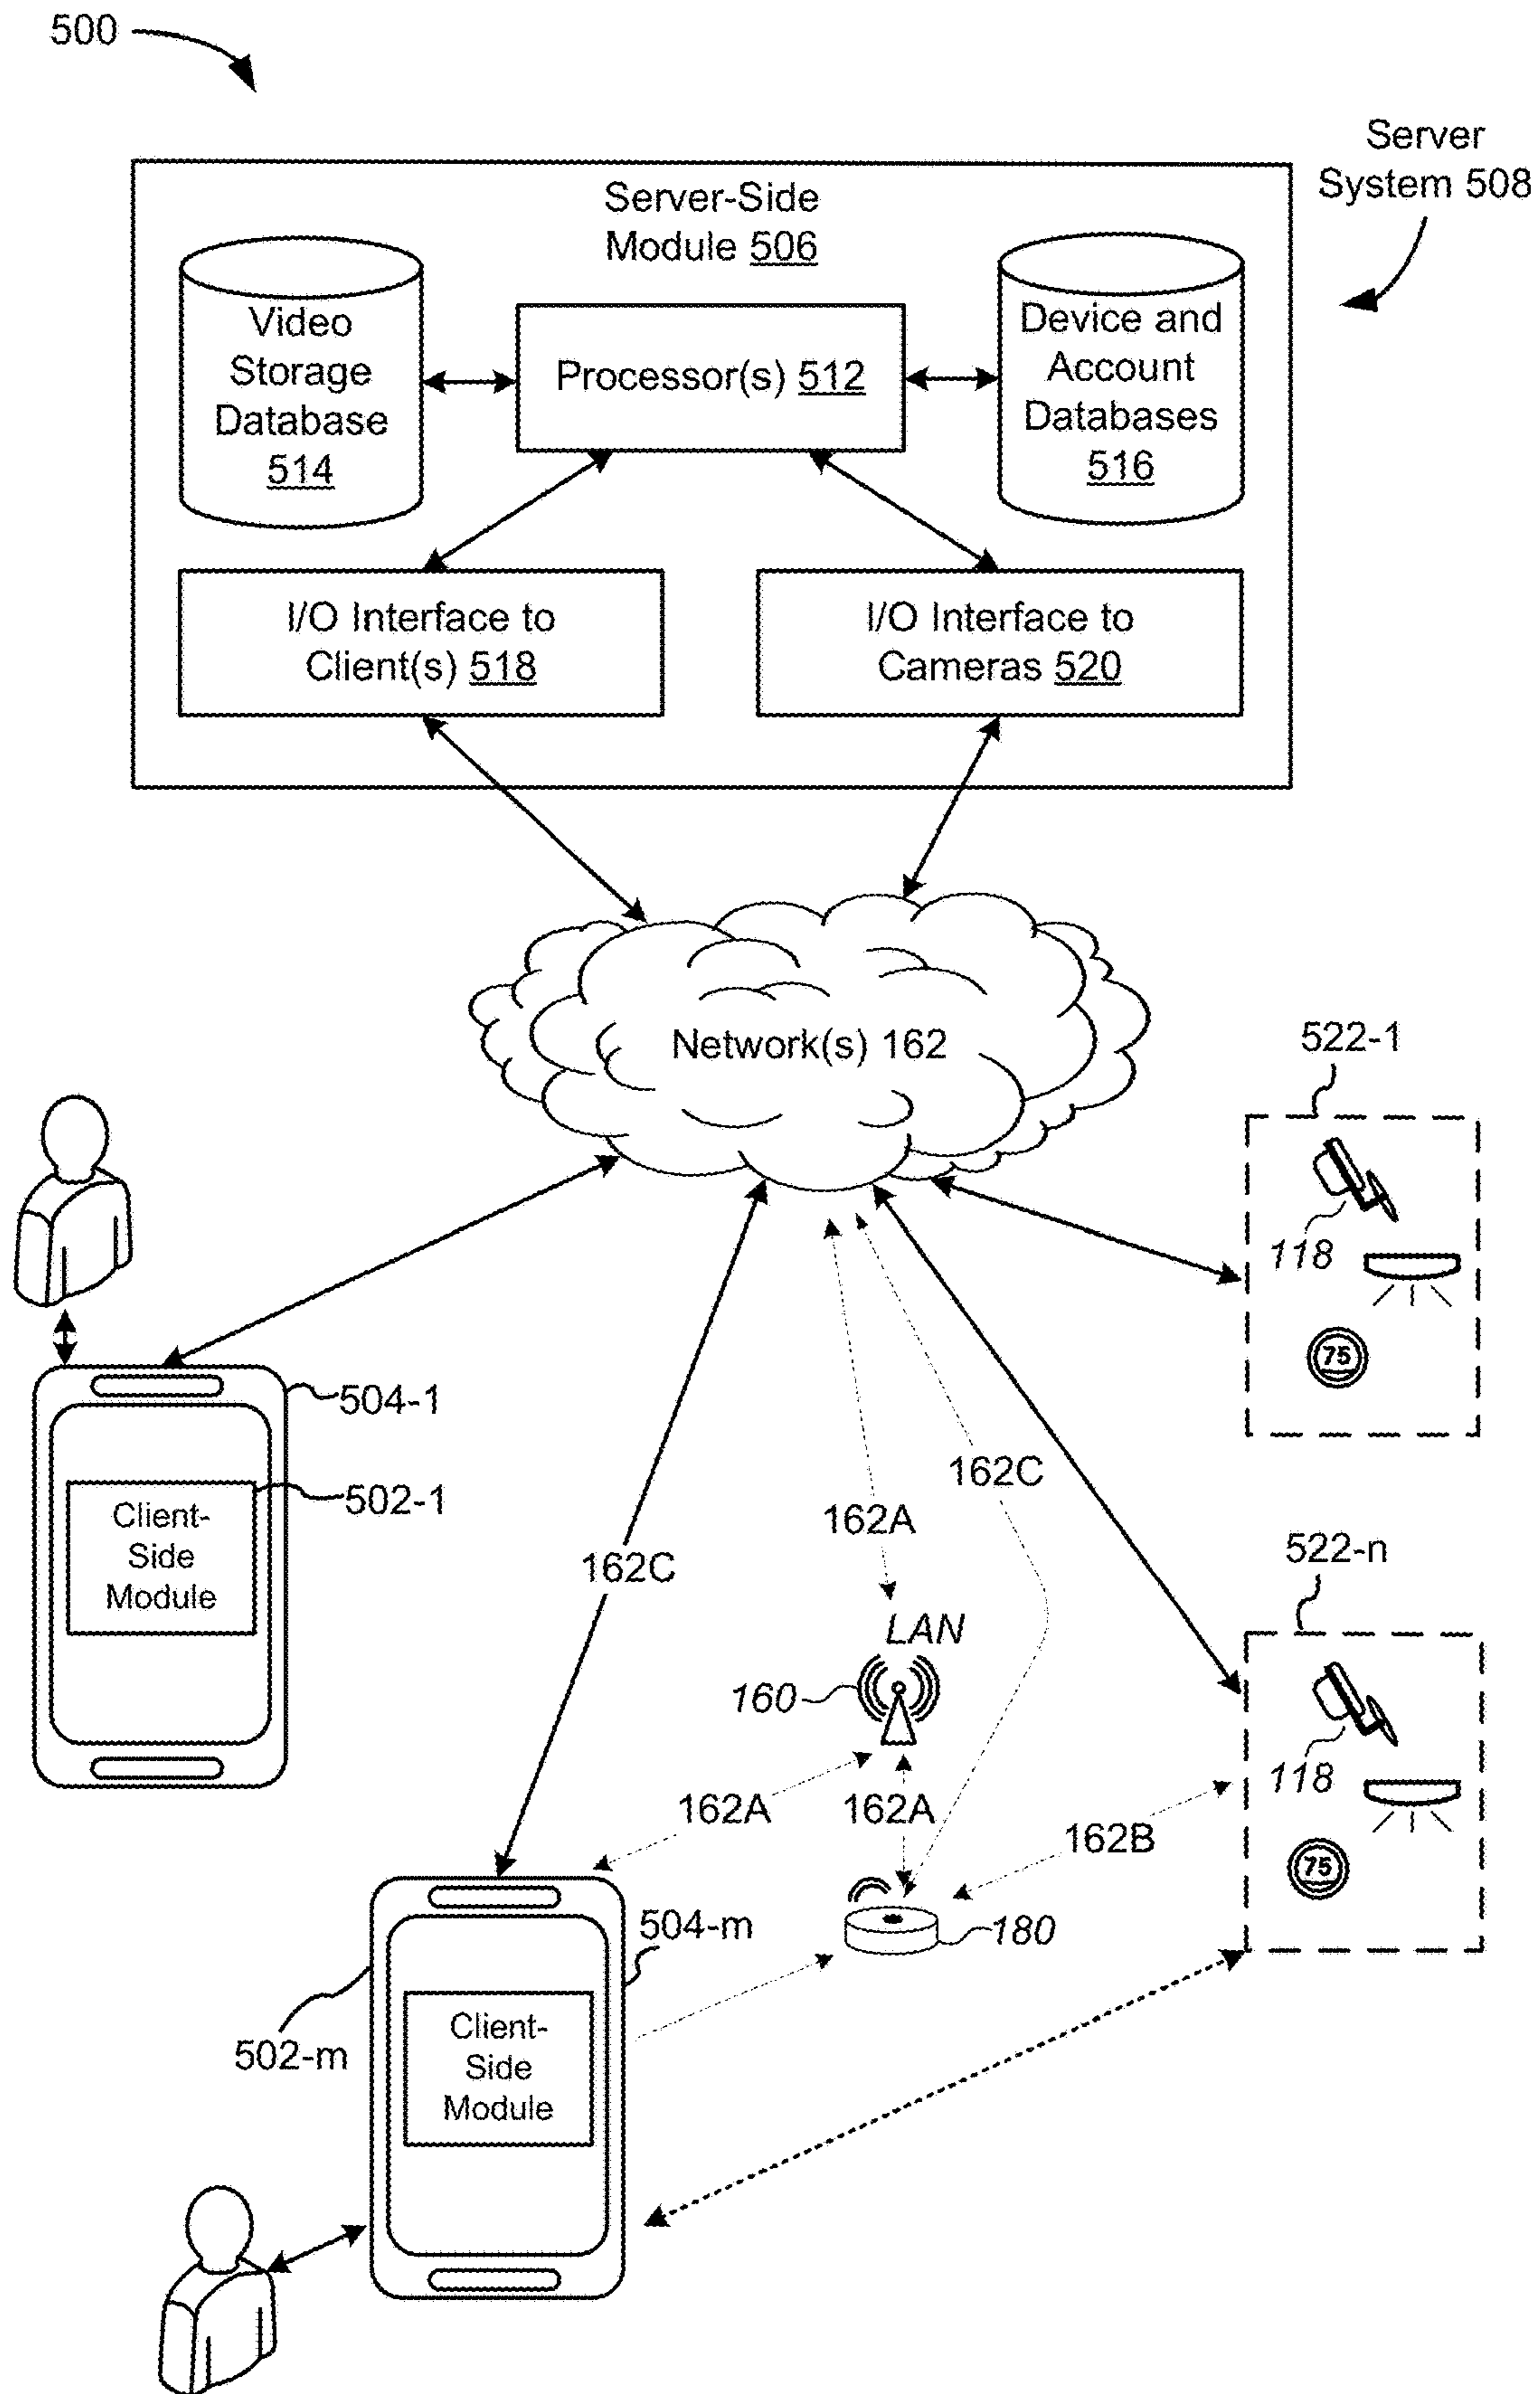 500
Server
System 508
Server-Side
Module 506
Video
Storage
Database
514
Processor(s) 512
Device and
Account
Databases
516
I/O Interface to
Client(s) 518
I/O Interface to
Cameras 520
Network(s) 162
522-1
118
75
504-1
502-1
Client-
Side
Module
162C
162A
162C
LAN
160
522-n
118
75
162A
162A
162B
180
504-m
502-m
Client-
Side
Module